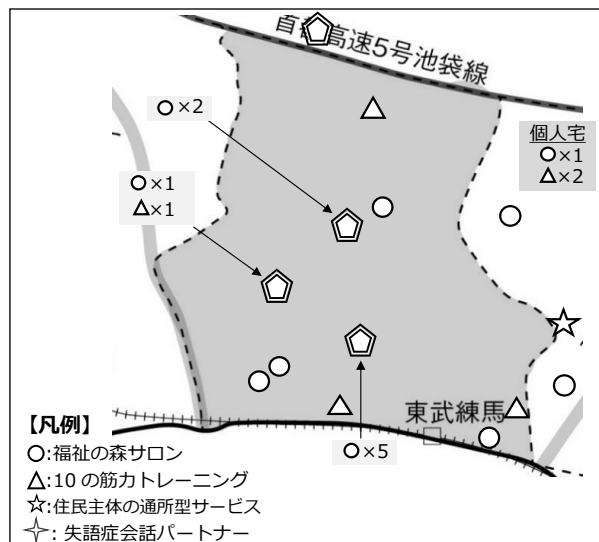 首都高速5号池袋線
○×2
個人宅
○×1
△×2
○×1
△×1
東武練馬
○×5
【凡例】
○:福祉の森サロン
△:10の筋力トレーニング
☆:住民主体の通所型サービス
✧: 失語症会話パートナー